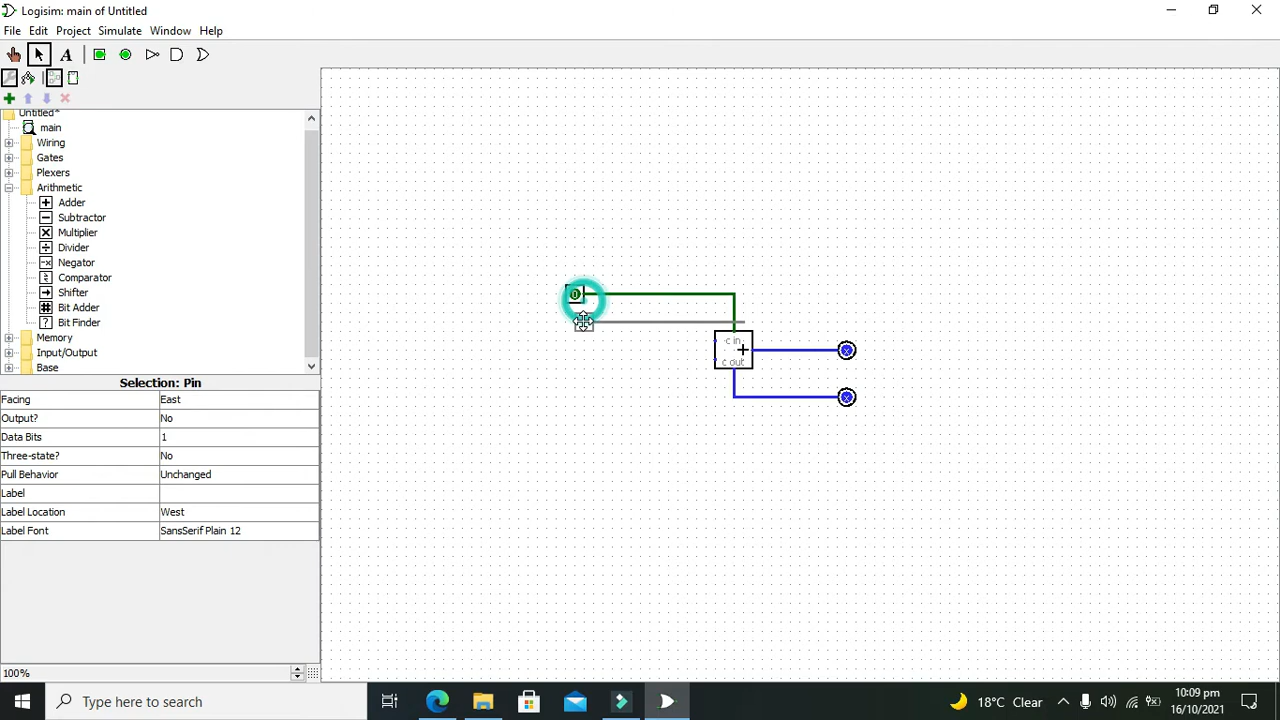 Logisim: main of Untitled
File Edit Project Simulate Window Help
A
Untitled*
main
Wiring
Gates
Plexers
Arithmetic
Adder
Subtractor
Multiplier
Divider
Negator
Comparator
Shifter
Bit Adder
Bit Finder
Memory
Input/Output
Base
Selection: Pin
Facing East
Output? No
Data Bits 1
Three-state? No
Pull Behavior Unchanged
Label
Label Location West
Label Font SansSerif Plain 12
100%
0
c in
+
c out
x
x
Type here to search
18°C Clear
10:09 pm
16/10/2021